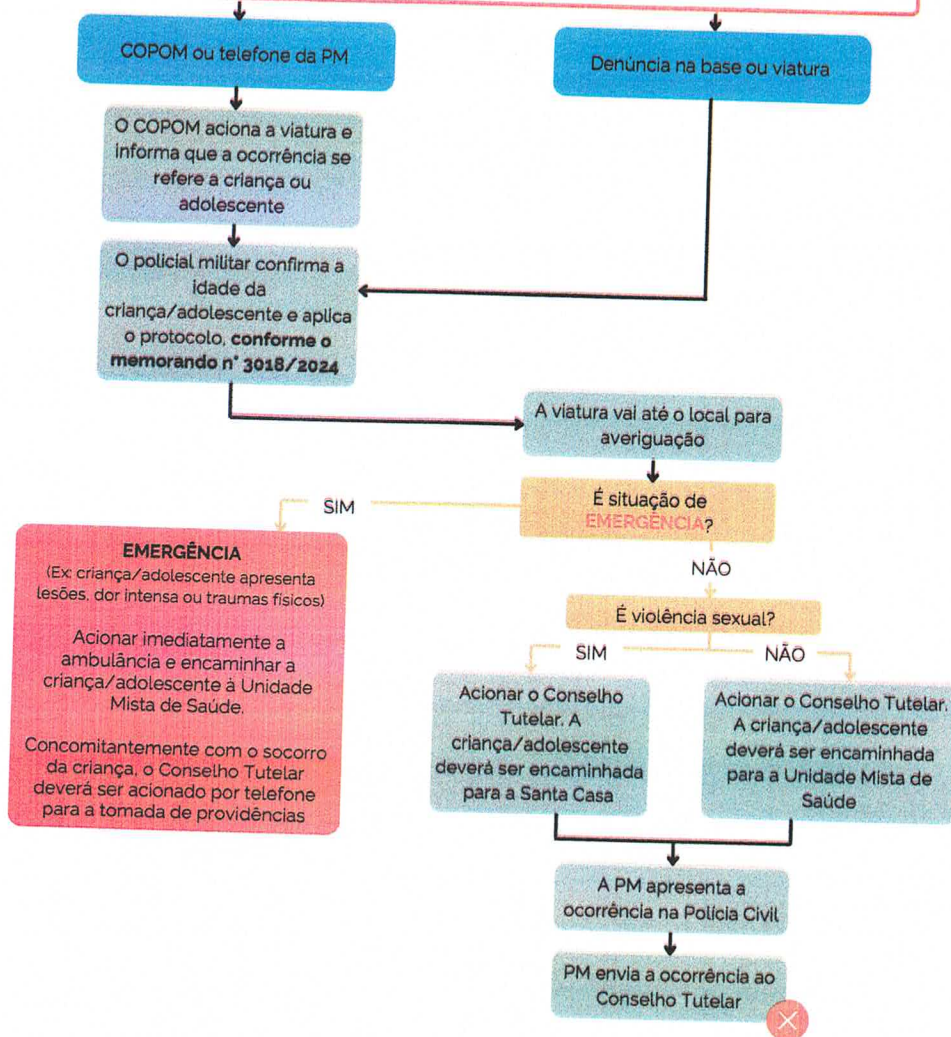 COPOM ou telefone da PM
Denúncia na base ou viatura
O COPOM aciona a viatura e
informa que a ocorrência se
refere a criança ou
adolescente
O policial militar confirma a
idade da
criança/adolescente e aplica
o protocolo, conforme o
memorando n° 3018/2024
A viatura vai até o local para
averiguação
É situação de
EMERGÊNCIA?
SIM
NÃO
EMERGÊNCIA
(Ex: criança/adolescente apresenta
lesões, dor intensa ou traumas físicos)
Acionar imediatamente a
ambulância e encaminhar a
criança/adolescente à Unidade
Mista de Saúde.
Concomitantemente com o socorro
da criança, o Conselho Tutelar
deverá ser acionado por telefone
para a tomada de providências
É violência sexual?
SIM
NÃO
Acionar o Conselho
Tutelar. A
criança/adolescente
deverá ser encaminhada
para a Santa Casa
Acionar o Conselho Tutelar.
A criança/adolescente
deverá ser encaminhada
para a Unidade Mista de
Saúde
A PM apresenta a
ocorrência na Polícia Civil
PM envia a ocorrência ao
Conselho Tutelar